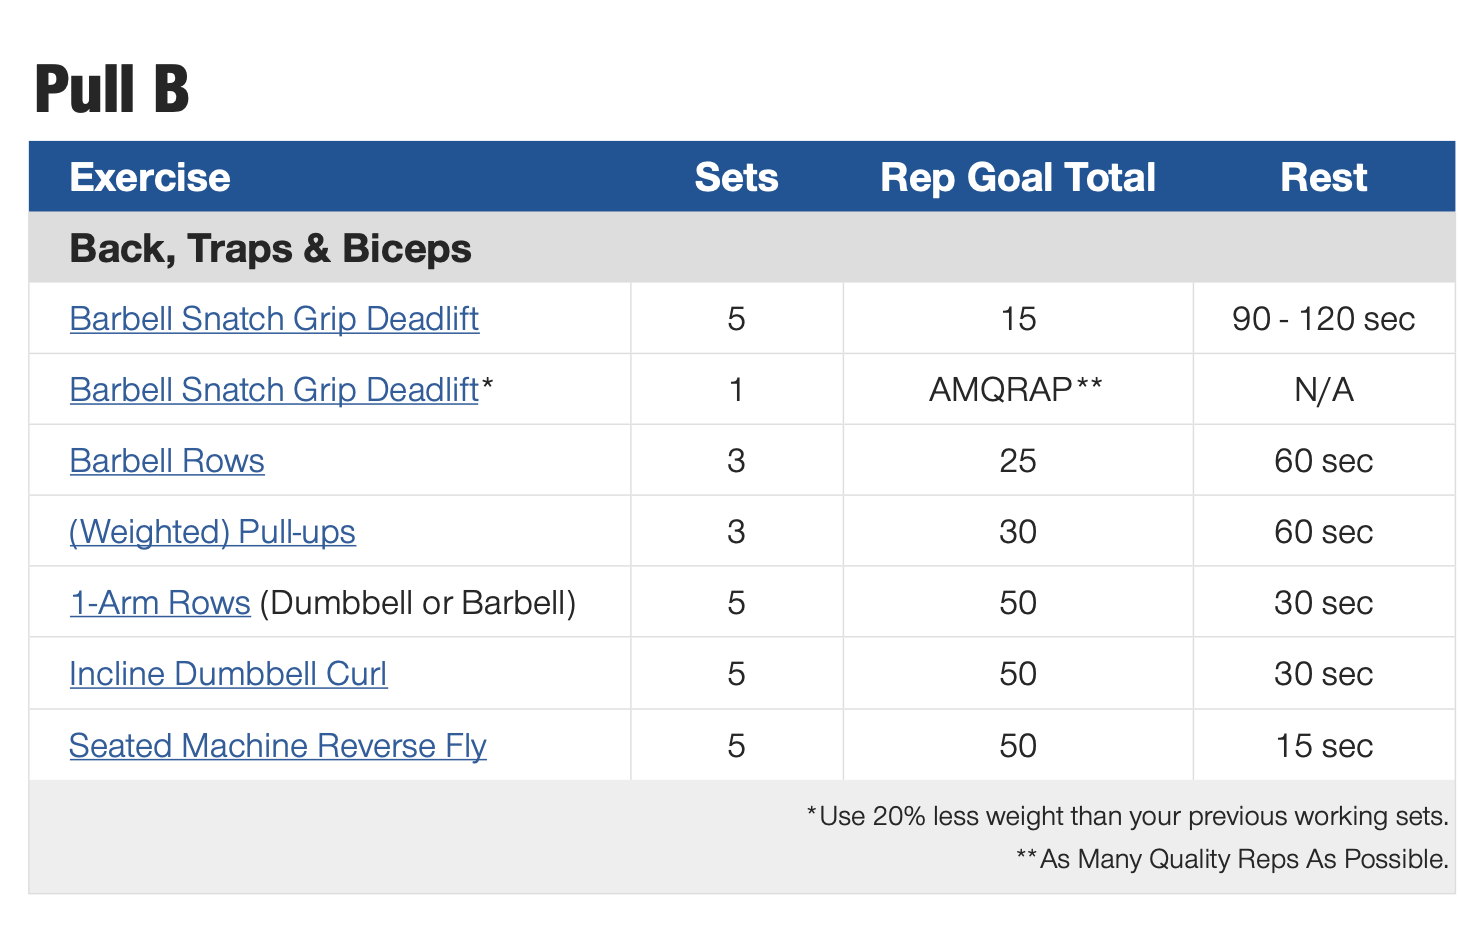 Pull B
Exercise Sets Rep Goal Total Rest
Back, Traps & Biceps
Barbell Snatch Grip Deadlift 5 15 90 - 120 sec
Barbell Snatch Grip Deadlift* 1 AMQRAP** N/A
Barbell Rows 3 25 60 sec
(Weighted) Pull-ups 3 30 60 sec
1-Arm Rows (Dumbbell or Barbell) 5 50 30 sec
Incline Dumbbell Curl 5 50 30 sec
Seated Machine Reverse Fly 5 50 15 sec
*Use 20% less weight than your previous working sets.
**As Many Quality Reps As Possible.